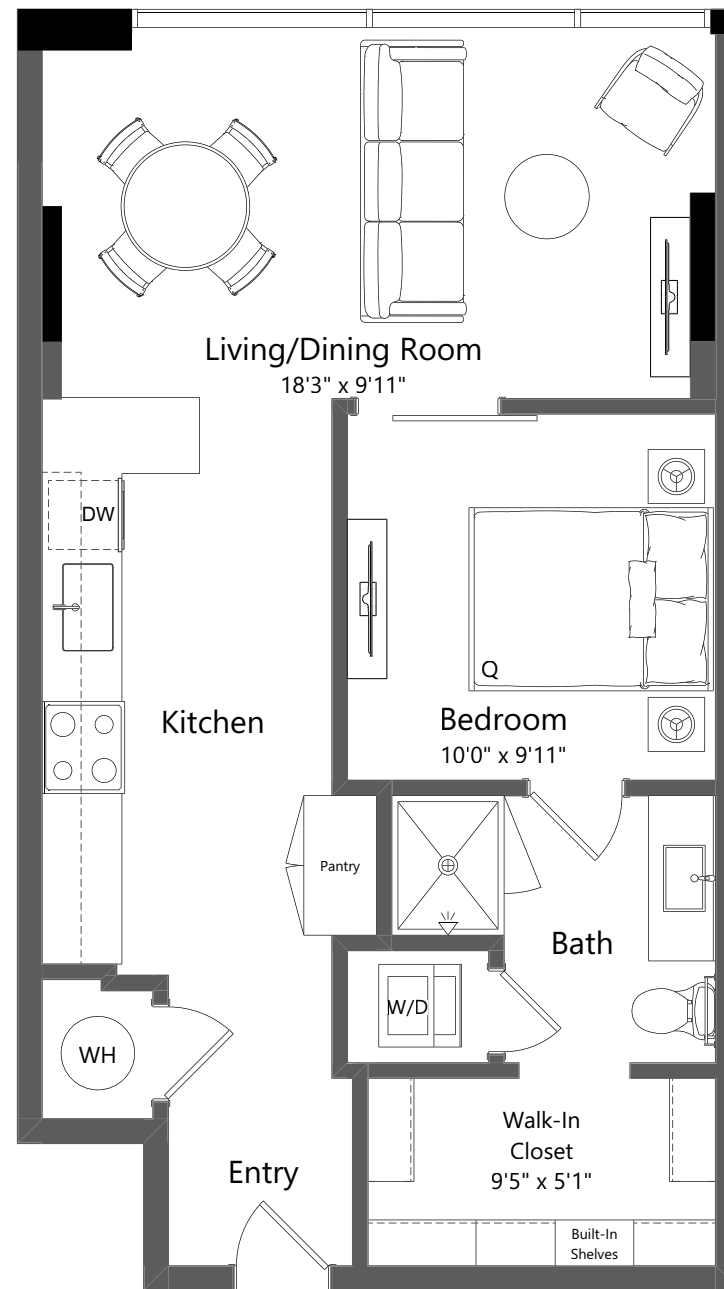 Living/Dining Room
18'3" x 9'11"
DW
Q
Kitchen
Bedroom
10'0" x 9'11"
Pantry
Bath
W/D
WH
Walk-In
Closet
9'5" x 5'1"
Entry
Built-In
Shelves